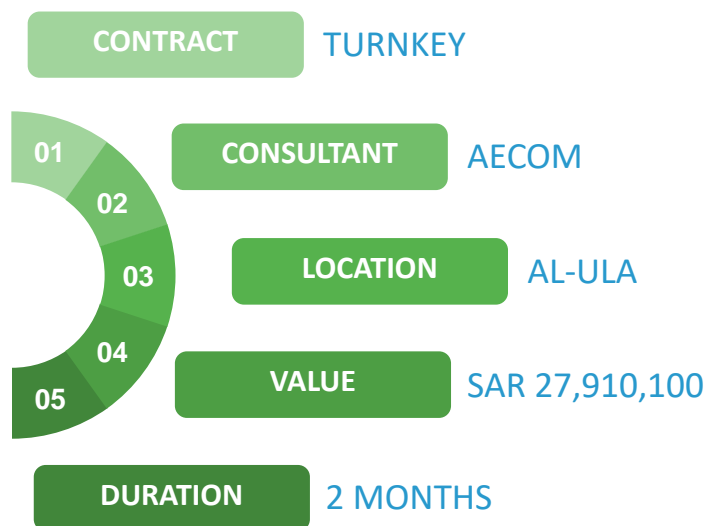 CONTRACT TURNKEY
01 CONSULTANT AECOM
02
03 LOCATION AL-ULA
04 VALUE SAR 27,910,100
05
DURATION 2 MONTHS